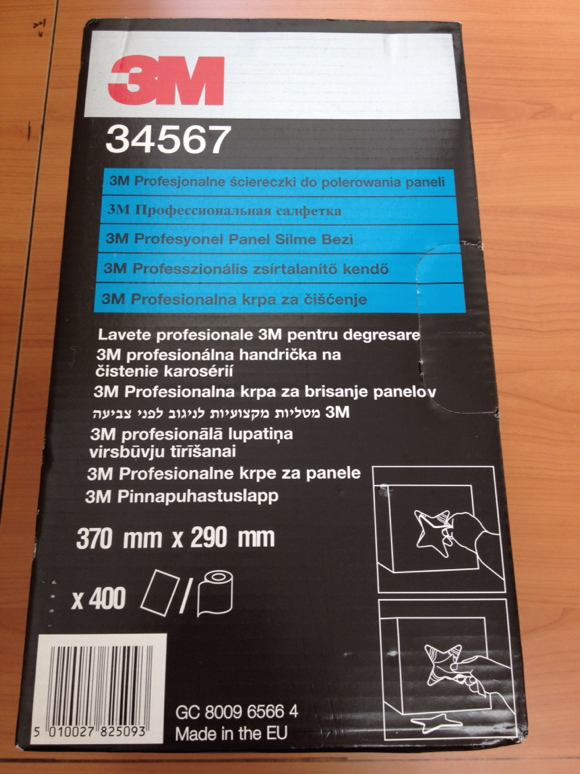 3M
34567
3M Profesjonalne ściereczki do polerowania paneli
3M Профессиональная салфетка
3M Profesyonel Panel Silme Bezi
3M Professzionális zsírtalanító kendő
3M Profesionalna krpa za čišćenje
Lavete profesionale 3M pentru degresare
3M profesionálna handrička na
čistenie karosérií
3M Profesionalna krpa za brisanje panelov
3M מטליות מקצועיות לניגוב לפני צביעה
3M profesionālā lupatiņa
virsbūvju tīrīšanai
3M Profesionalne krpe za panele
3M Pinnapuhastuslapp
370 mm x 290 mm
x 400 /
5 010027 825093
GC 8009 6566 4
Made in the EU